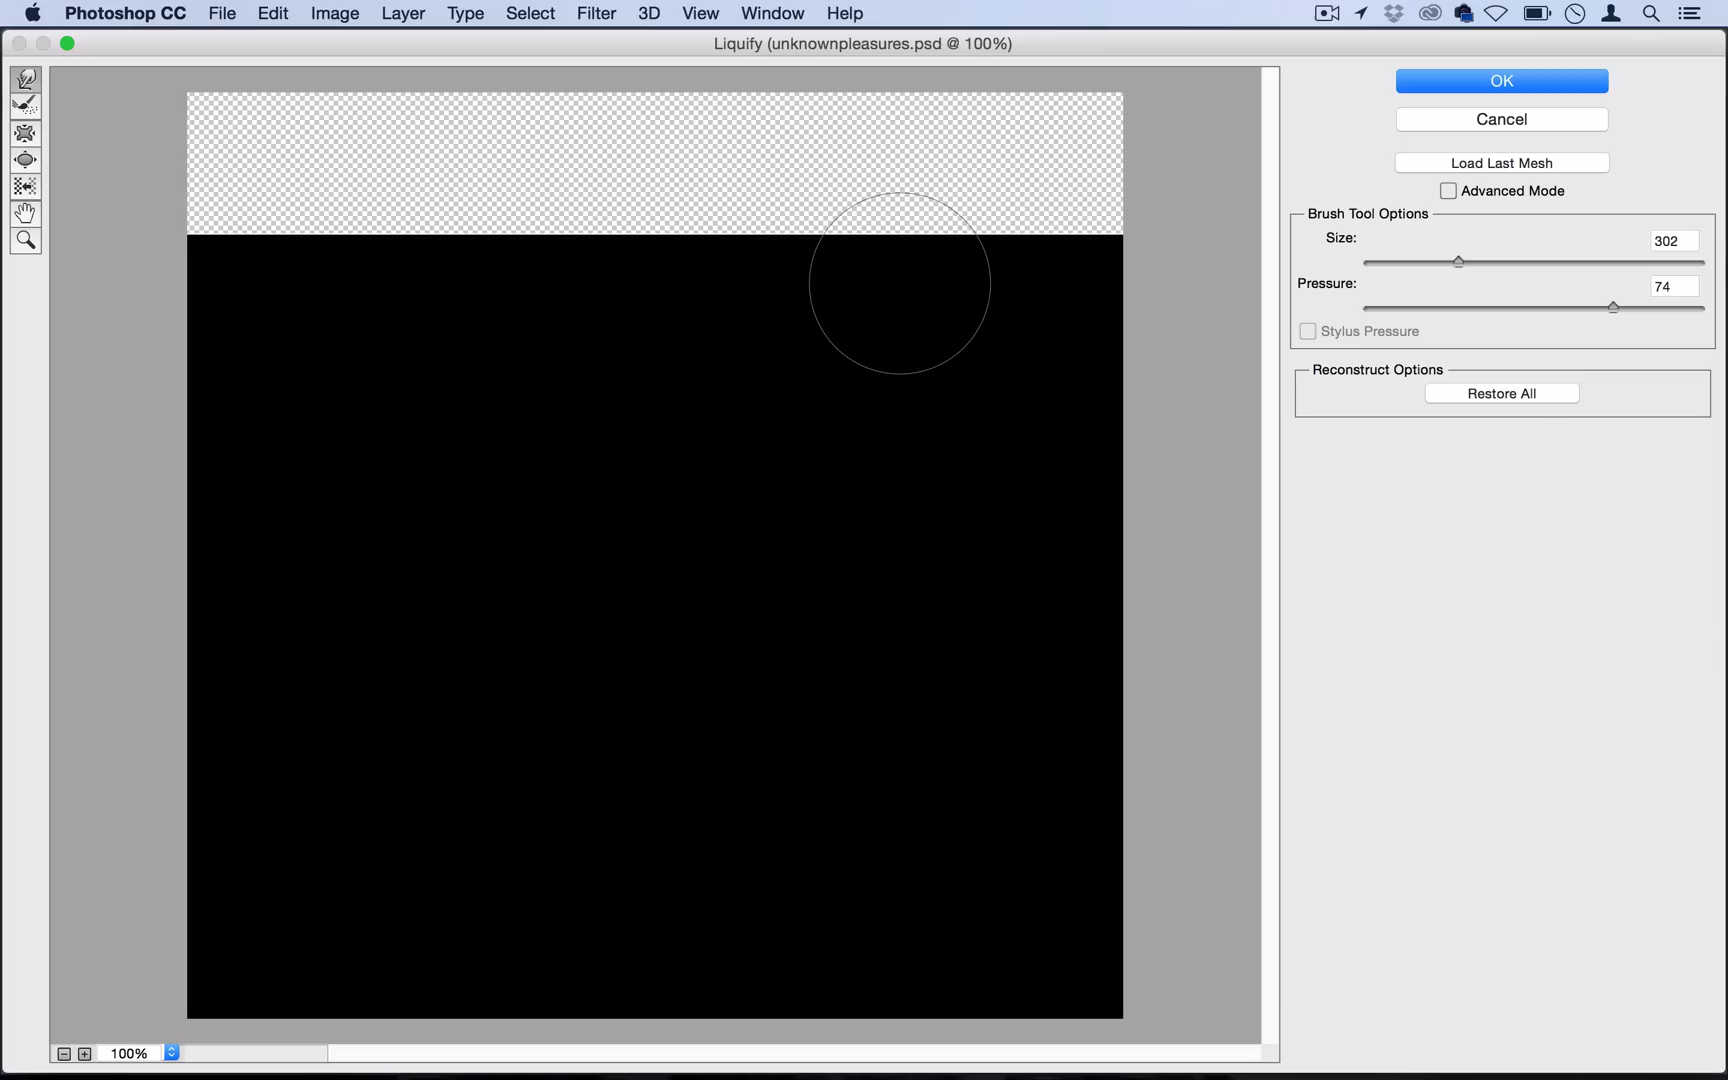 Photoshop CC File Edit Image Layer Type Select Filter 3D View Window Help
Liquify (unknownpleasures.psd @ 100%)
OK
Cancel
Load Last Mesh
Advanced Mode
Brush Tool Options
Size: 302
Pressure: 74
Stylus Pressure
Reconstruct Options
Restore All
100%